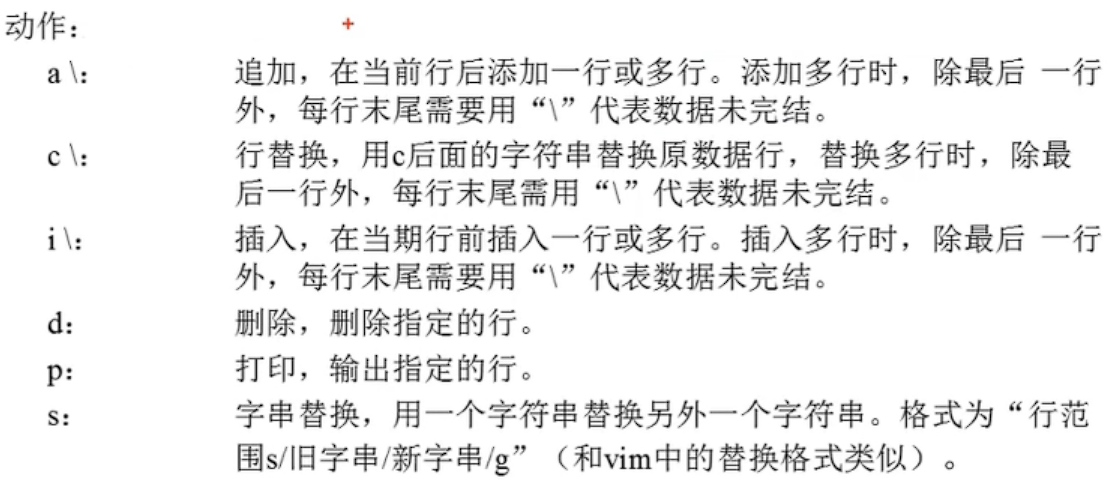 动作：
a \： 追加，在当前行后添加一行或多行。添加多行时，除最后 一行
外，每行末尾需要用“\”代表数据未完结。
c \： 行替换，用c后面的字符串替换原数据行，替换多行时，除最
后一行外，每行末尾需用“\”代表数据未完结。
i \： 插入，在当期行前插入一行或多行。插入多行时，除最后 一行
外，每行末尾需要用“\”代表数据未完结。
d： 删除，删除指定的行。
p： 打印，输出指定的行。
s： 字串替换，用一个字符串替换另外一个字符串。格式为“行范
围s/旧字串/新字串/g”（和vim中的替换格式类似）。